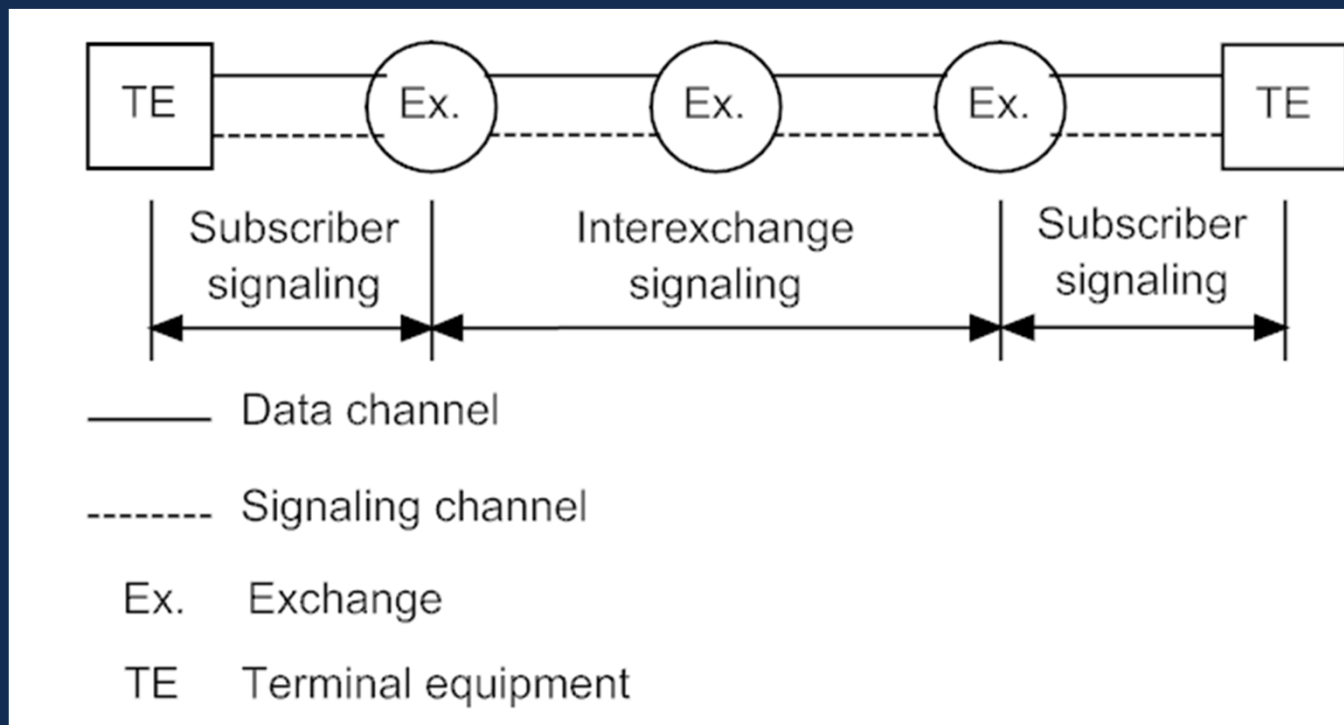 TE Ex. Ex. Ex. TE
Subscriber Interexchange Subscriber
signaling signaling signaling
Data channel
Signaling channel
Ex. Exchange
TE Terminal equipment